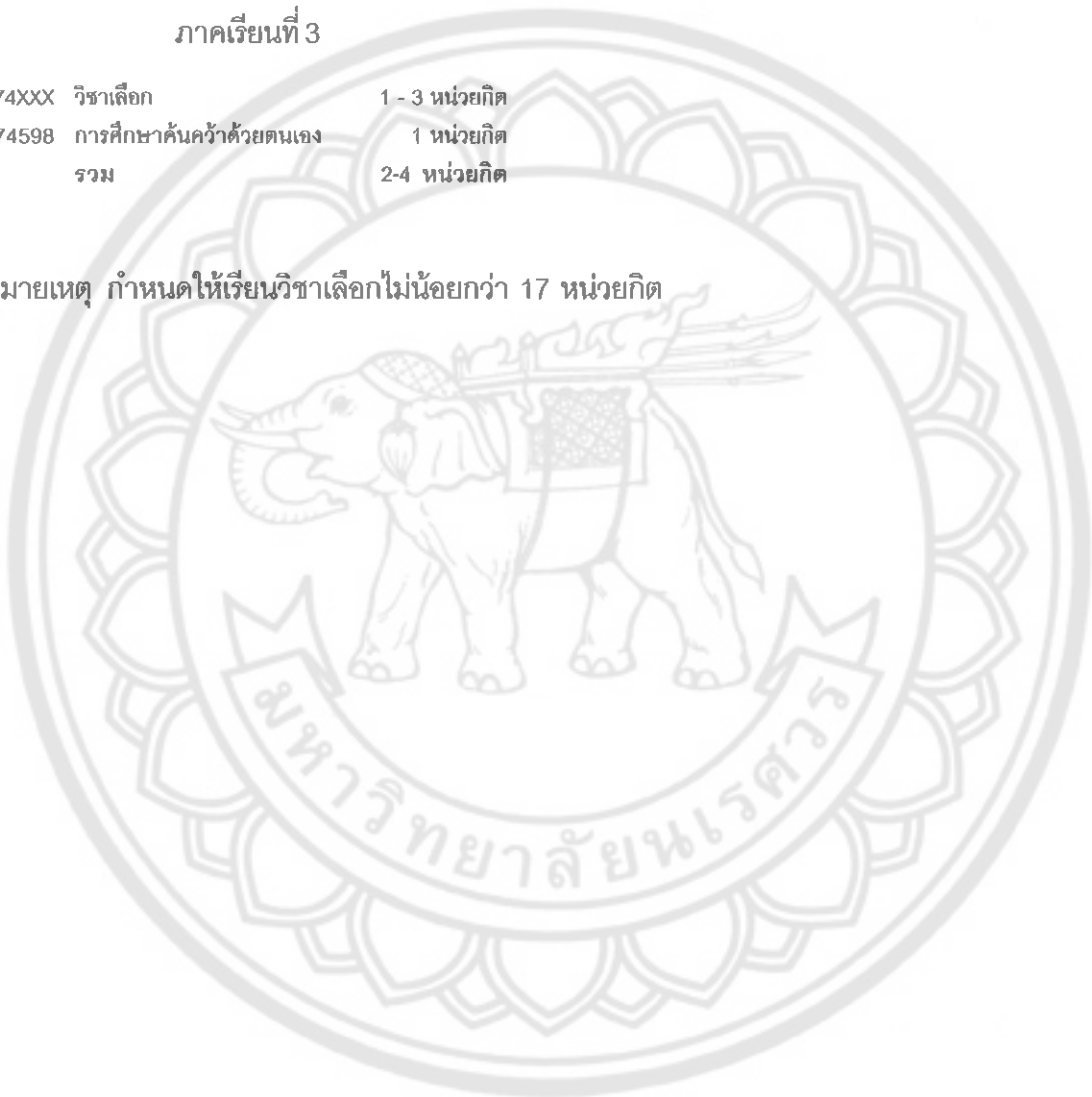 ภาคเรียนที่ 3
74XXX วิชาเลือก 1 - 3 หน่วยกิต
74598 การศึกษาค้นคว้าด้วยตนเอง 1 หน่วยกิต
รวม 2-4 หน่วยกิต
มายเหตุ กำหนดให้เรียนวิชาเลือกไม่น้อยกว่า 17 หน่วยกิต
มหาวิทยาลัยนเรศวร